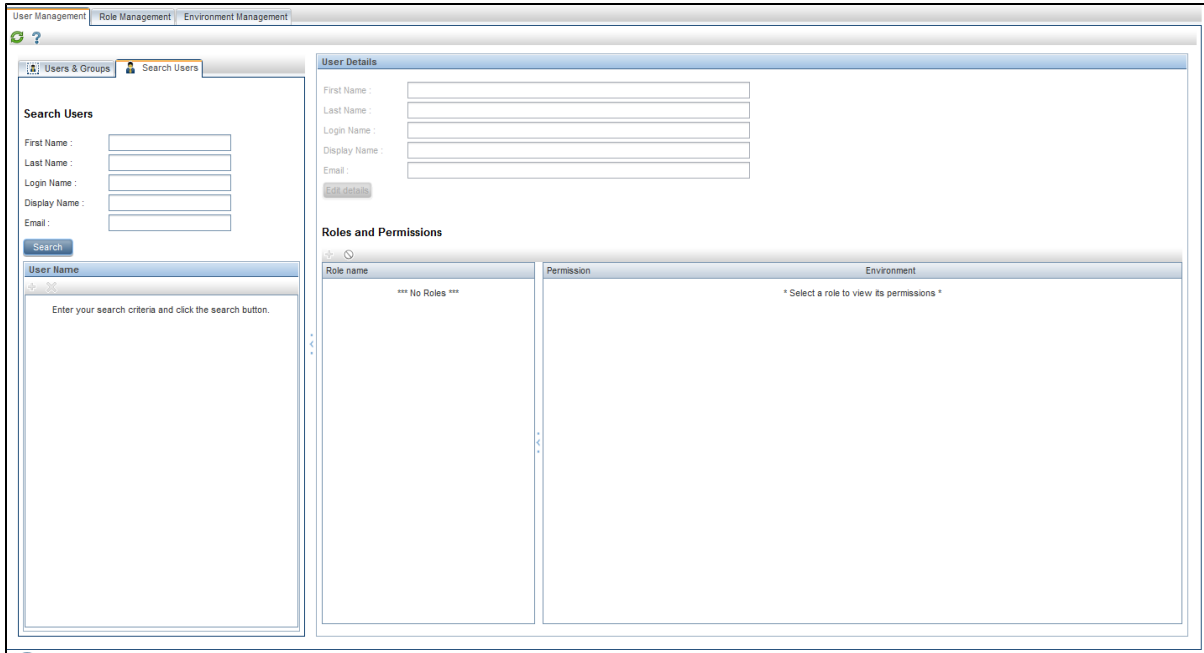 User Management Role Management Environment Management
?
Users & Groups Search Users
Search Users
First Name :
Last Name :
Login Name :
Display Name :
Email :
Search
User Name
Enter your search criteria and click the search button.
User Details
First Name :
Last Name :
Login Name :
Display Name :
Email :
Edit details
Roles and Permissions
Role name
*** No Roles ***
Permission Environment
* Select a role to view its permissions *